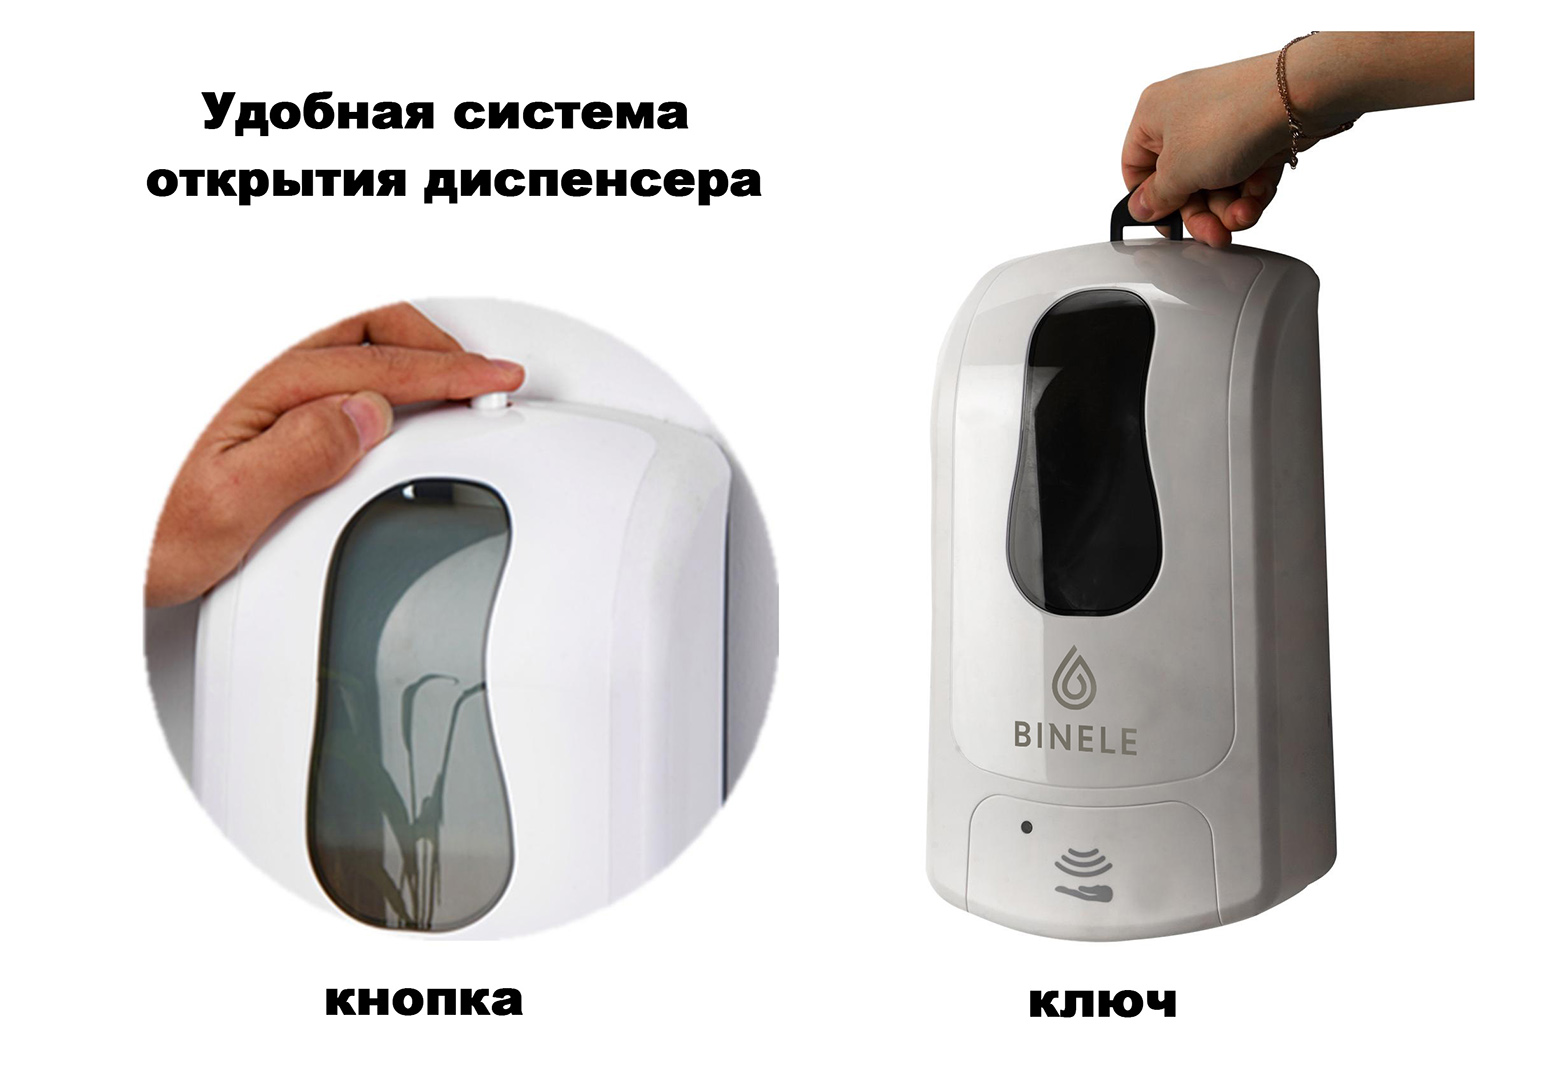 Удобная система
открытия диспенсера
BINELE
кнопка
ключ